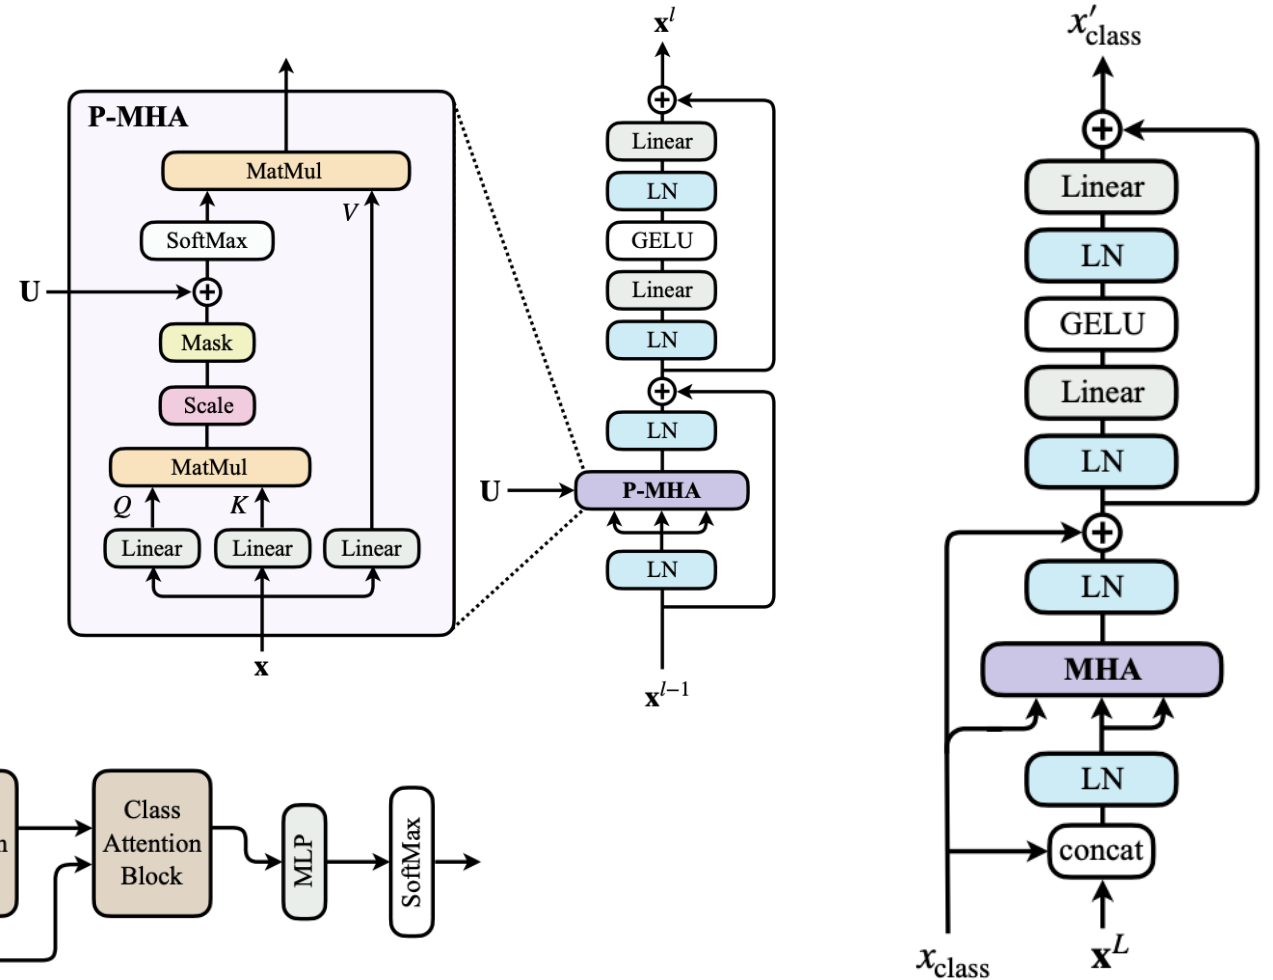 P-MHA
MatMul
V
SoftMax
U
Mask
Scale
MatMul
Q
K
Linear
Linear
Linear
x
x^l
Linear
LN
GELU
Linear
LN
LN
U
P-MHA
LN
x^{l-1}
x'_class
Linear
LN
GELU
Linear
LN
LN
MHA
LN
concat
x_class
x^L
n
Class
Attention
Block
MLP
SoftMax